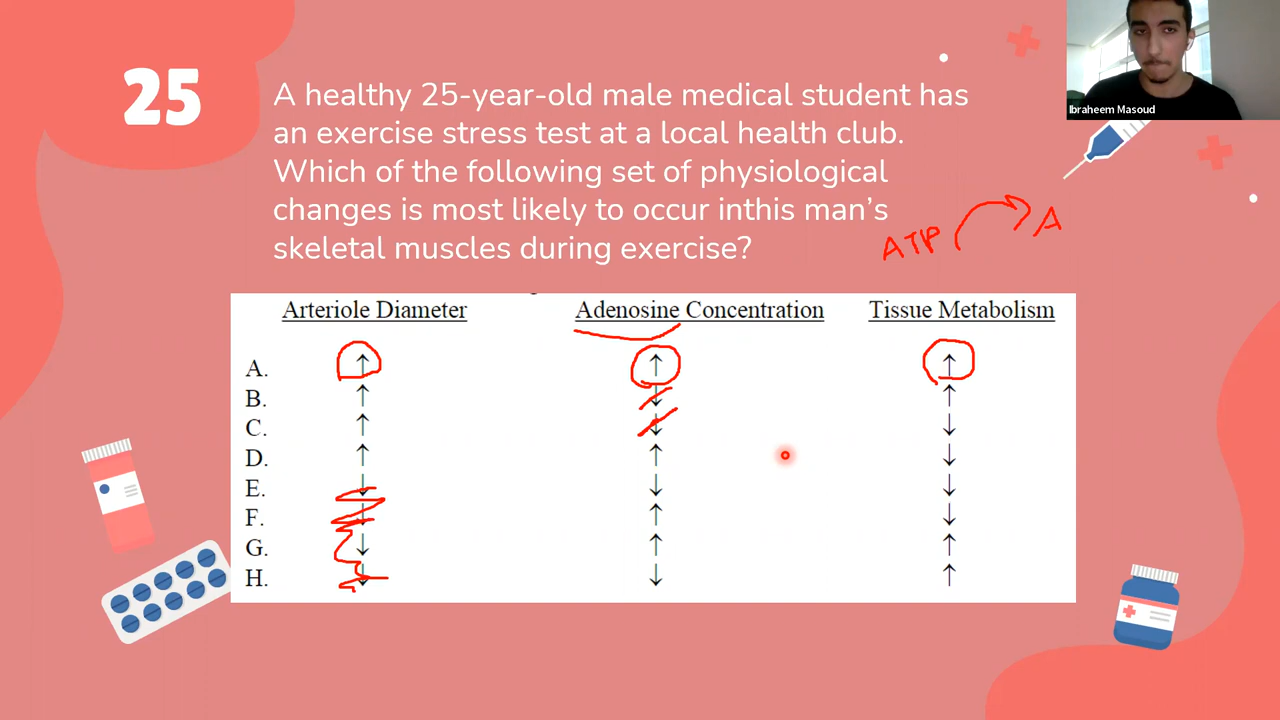 25
A healthy 25-year-old male medical student has
an exercise stress test at a local health club.
Which of the following set of physiological
changes is most likely to occur inthis man's
skeletal muscles during exercise?
Ibraheem Masoud
ATP A
Arteriole Diameter Adenosine Concentration Tissue Metabolism
A. ↑ ↑ ↑
B. ↑ ↓ ↑
C. ↑ ↓ ↓
D. ↑ ↑ ↓
E. ↓ ↓ ↓
F. ↓ ↑ ↓
G. ↓ ↑ ↑
H. ↓ ↓ ↑